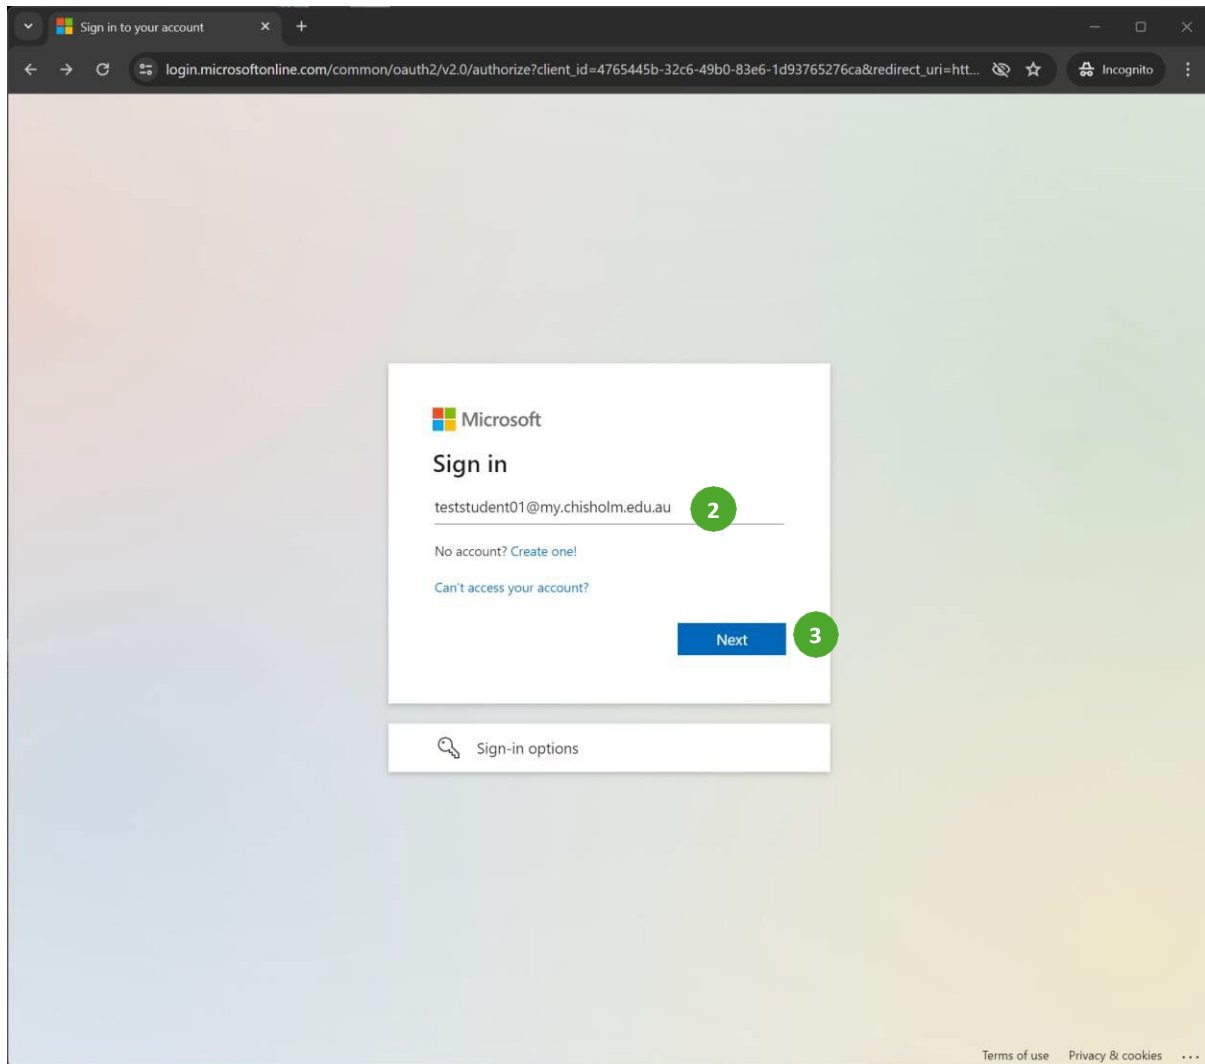 Sign in to your account
login.microsoftonline.com/common/oauth2/v2.0/authorize?client_id=4765445b-32c6-49b0-83e6-1d93765276ca&redirect_uri=htt...
Incognito
Microsoft
Sign in
teststudent01@my.chisholm.edu.au
2
No account? Create one!
Can't access your account?
Next
3
Sign-in options
Terms of use Privacy & cookies ...